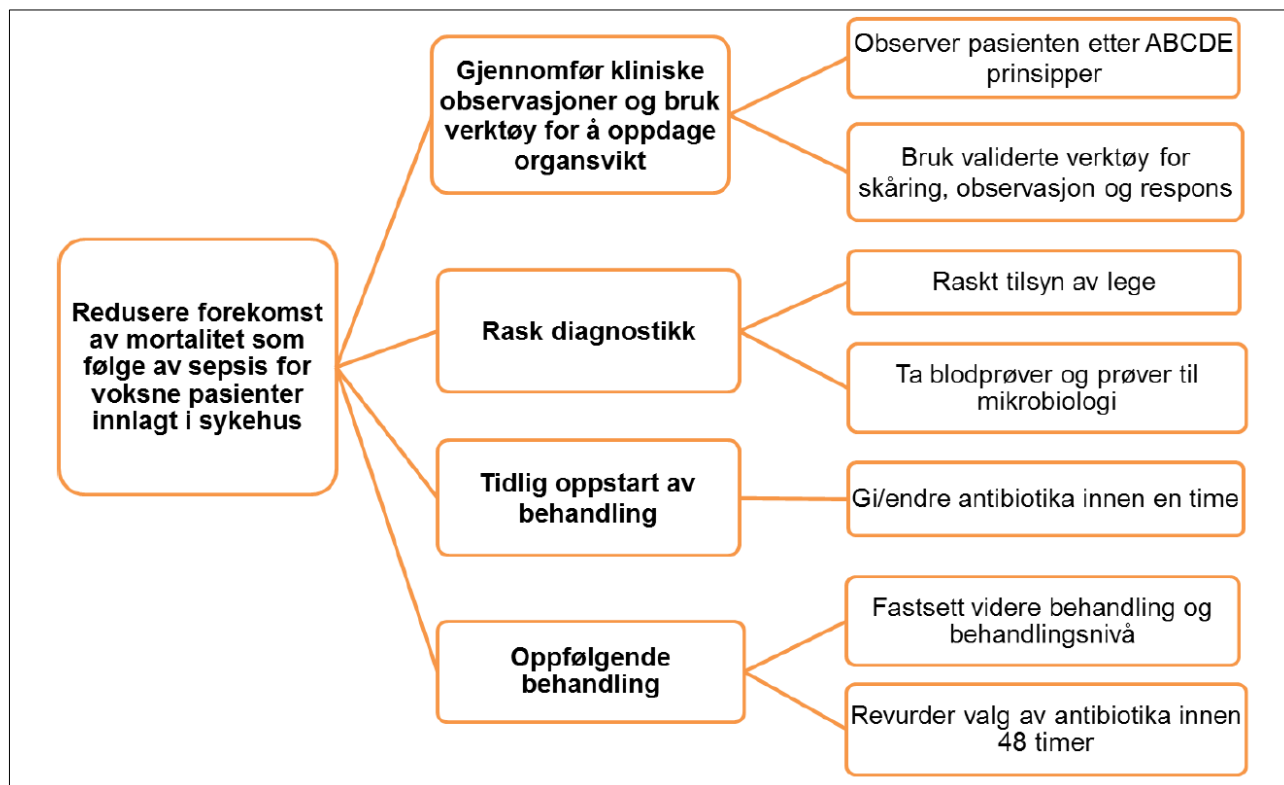 Redusere forekomst
av mortalitet som
følge av sepsis for
voksne pasienter
innlagt i sykehus
Gjennomfør kliniske
observasjoner og bruk
verktøy for å oppdage
organsvikt
Observer pasienten etter ABCDE
prinsipper
Bruk validerte verktøy for
skåring, observasjon og respons
Rask diagnostikk
Raskt tilsyn av lege
Ta blodprøver og prøver til
mikrobiologi
Tidlig oppstart av
behandling
Gi/endre antibiotika innen en time
Oppfølgende
behandling
Fastsett videre behandling og
behandlingsnivå
Revurder valg av antibiotika innen
48 timer